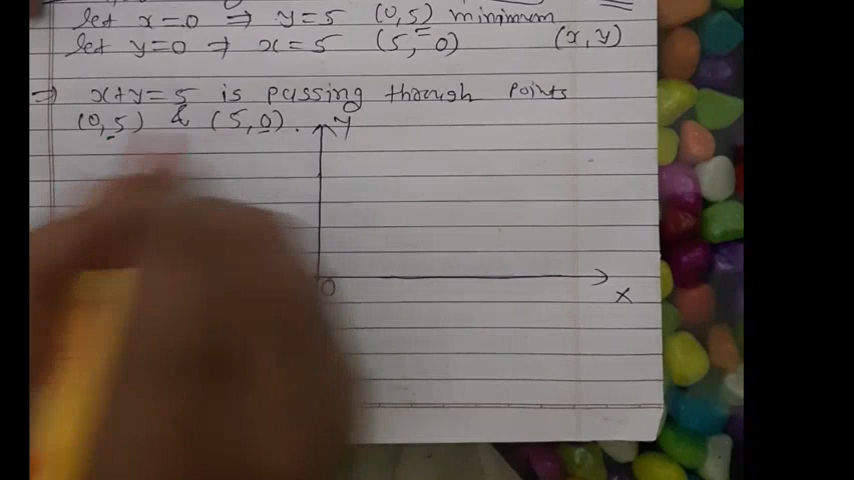 let x=0 ⇒ y=5 (0,5) minimum
let y=0 ⇒ x=5 (5,0) (x,y)
⇒ x+y=5 is passing through points
(0,5) & (5,0).
y
0
x